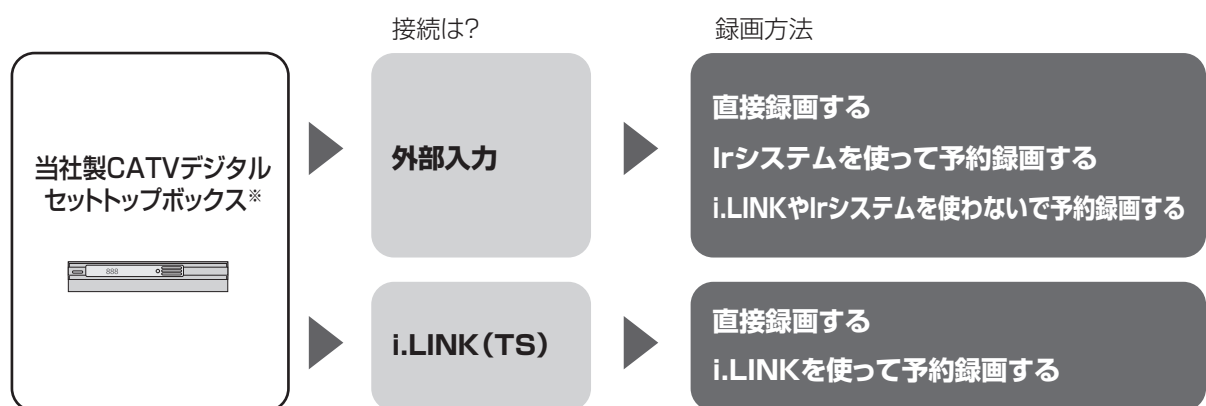 接続は?
録画方法
当社製CATVデジタル
セットトップボックス※
888
外部入力
直接録画する
Irシステムを使って予約録画する
i.LINKやIrシステムを使わないで予約録画する
i.LINK(TS)
直接録画する
i.LINKを使って予約録画する